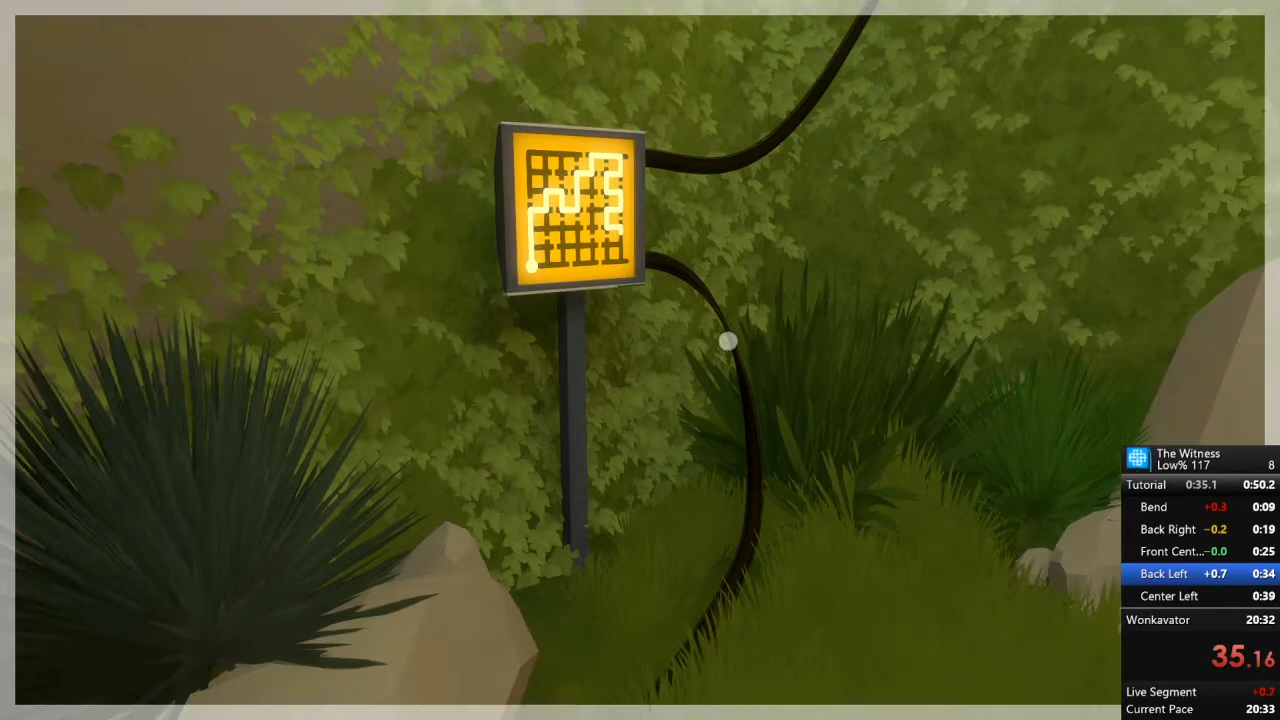 The Witness
Low% 117 8
Tutorial 0:35.1 0:50.2
Bend +0.3 0:09
Back Right −0.2 0:19
Front Cent...−0.0 0:25
Back Left +0.7 0:34
Center Left 0:39
Wonkavator 20:32
35.16
Live Segment +0.7
Current Pace 20:33